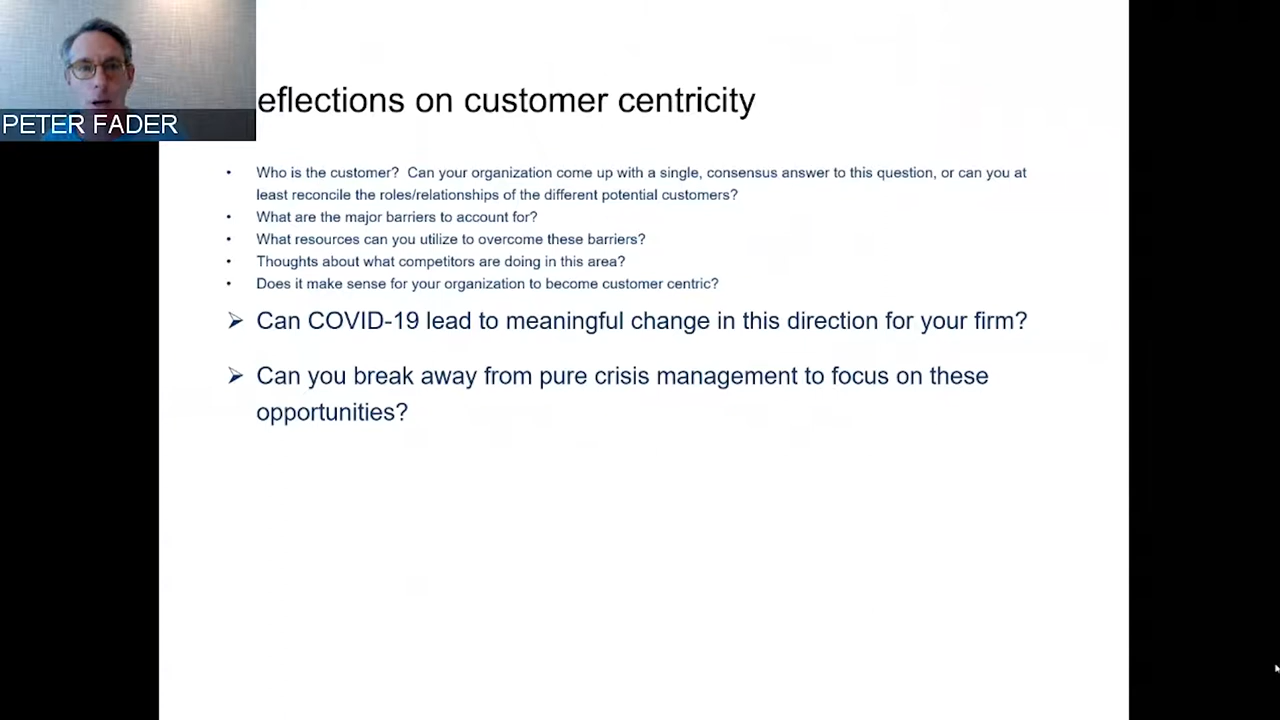 PETER FADER
eflections on customer centricity
• Who is the customer? Can your organization come up with a single, consensus answer to this question, or can you at
least reconcile the roles/relationships of the different potential customers?
• What are the major barriers to account for?
• What resources can you utilize to overcome these barriers?
• Thoughts about what competitors are doing in this area?
• Does it make sense for your organization to become customer centric?
➢ Can COVID-19 lead to meaningful change in this direction for your firm?
➢ Can you break away from pure crisis management to focus on these
opportunities?